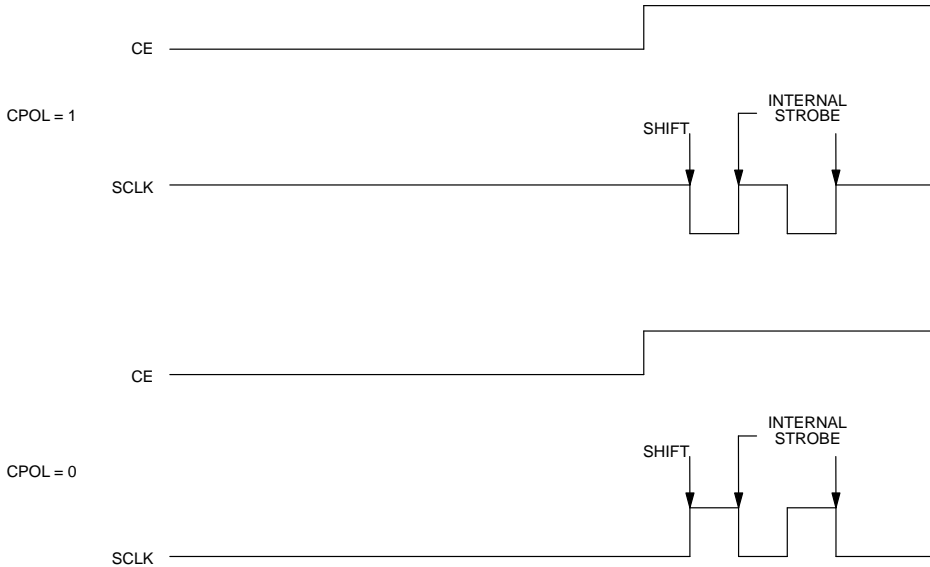 CE
CPOL = 1
INTERNAL
STROBE
SHIFT
SCLK
CE
INTERNAL
STROBE
SHIFT
CPOL = 0
SCLK